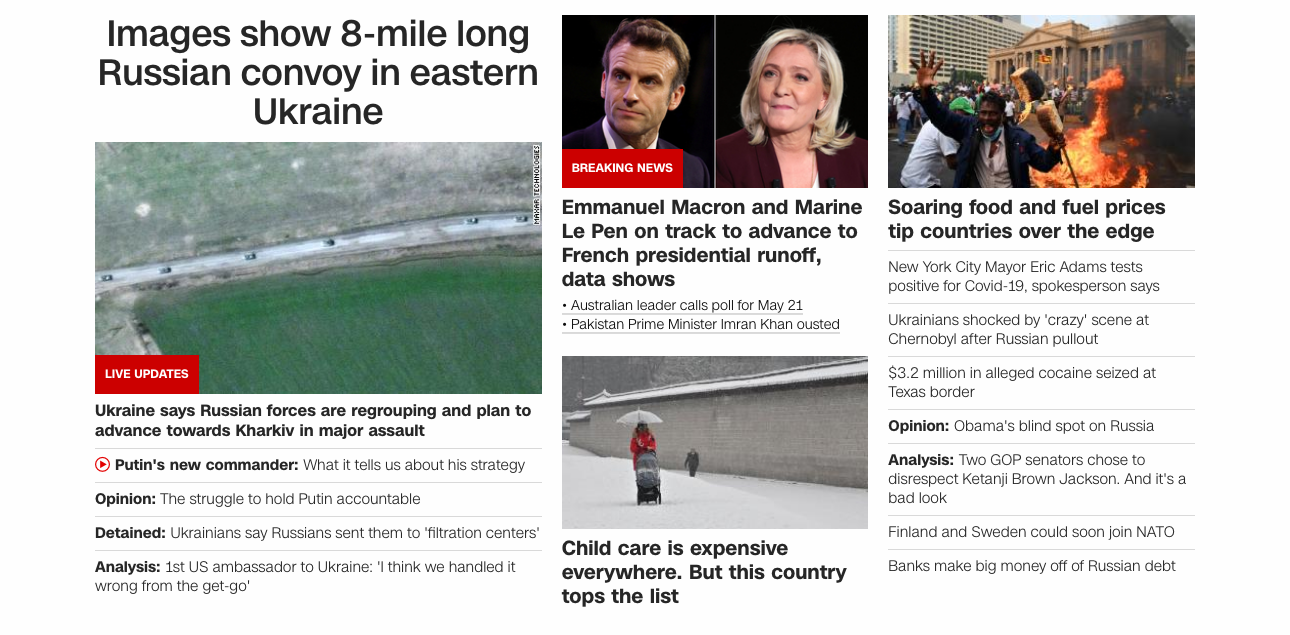 Images show 8-mile long
Russian convoy in eastern
Ukraine
MAXAR TECHNOLOGIES
LIVE UPDATES
Ukraine says Russian forces are regrouping and plan to
advance towards Kharkiv in major assault
Putin's new commander: What it tells us about his strategy
Opinion: The struggle to hold Putin accountable
Detained: Ukrainians say Russians sent them to 'filtration centers'
Analysis: 1st US ambassador to Ukraine: 'I think we handled it
wrong from the get-go'
BREAKING NEWS
Emmanuel Macron and Marine
Le Pen on track to advance to
French presidential runoff,
data shows
• Australian leader calls poll for May 21
• Pakistan Prime Minister Imran Khan ousted
Child care is expensive
everywhere. But this country
tops the list
Soaring food and fuel prices
tip countries over the edge
New York City Mayor Eric Adams tests
positive for Covid-19, spokesperson says
Ukrainians shocked by 'crazy' scene at
Chernobyl after Russian pullout
$3.2 million in alleged cocaine seized at
Texas border
Opinion: Obama's blind spot on Russia
Analysis: Two GOP senators chose to
disrespect Ketanji Brown Jackson. And it's a
bad look
Finland and Sweden could soon join NATO
Banks make big money off of Russian debt